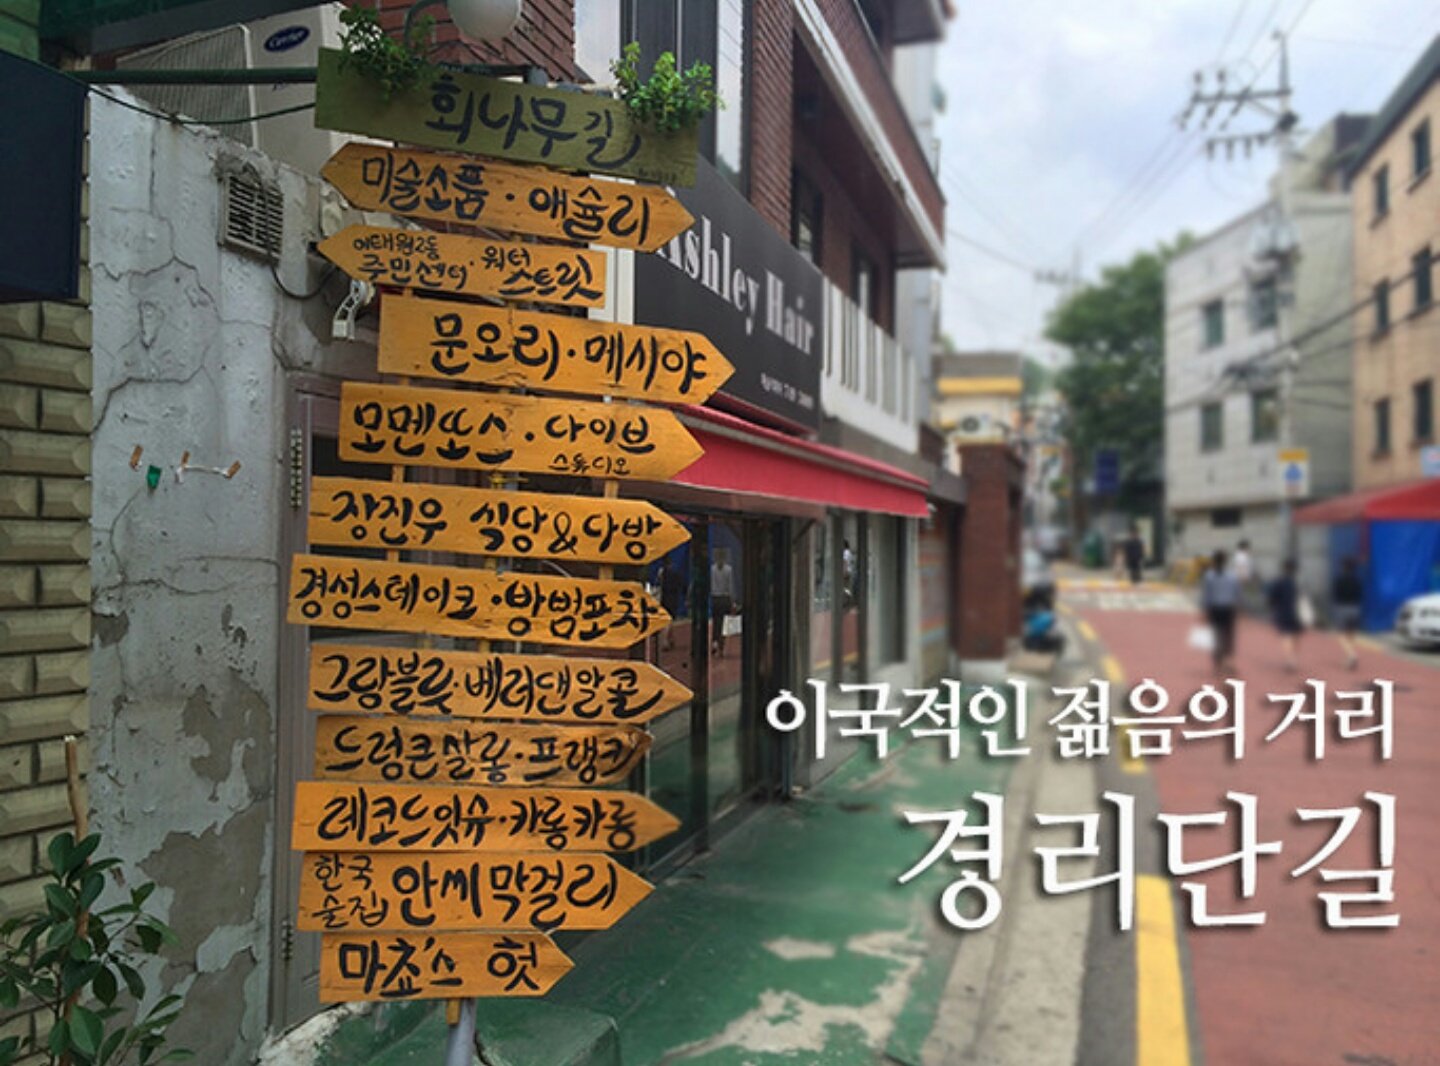 Carrier
회나무길
미술소품·애슐리
이태원2동
주민센터·워터
스트릿
문오리·메시야
모멘또스·다이브
스튜디오
장진우 식당&다방
경성스테이크·방범포차
그랑블루·베러댄알콜
드렁큰살롱·프랭키
레코드잇슈·카롱카롱
한국
술집 안씨막걸리
마쵸's 헛
Ashley Hair
이국적인 젊음의 거리
경리단길